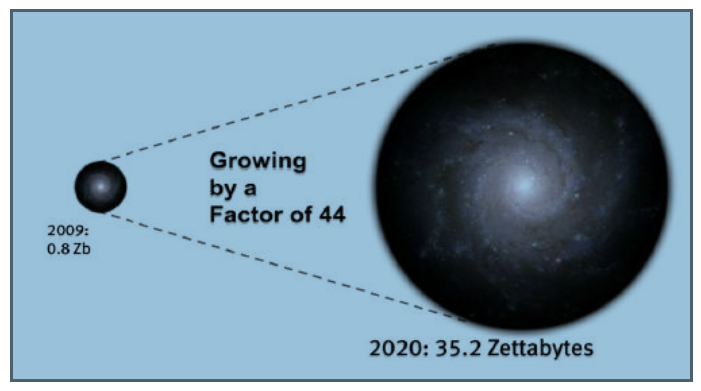 Growing
by a
Factor of 44
2009:
0.8 Zb
2020: 35.2 Zettabytes